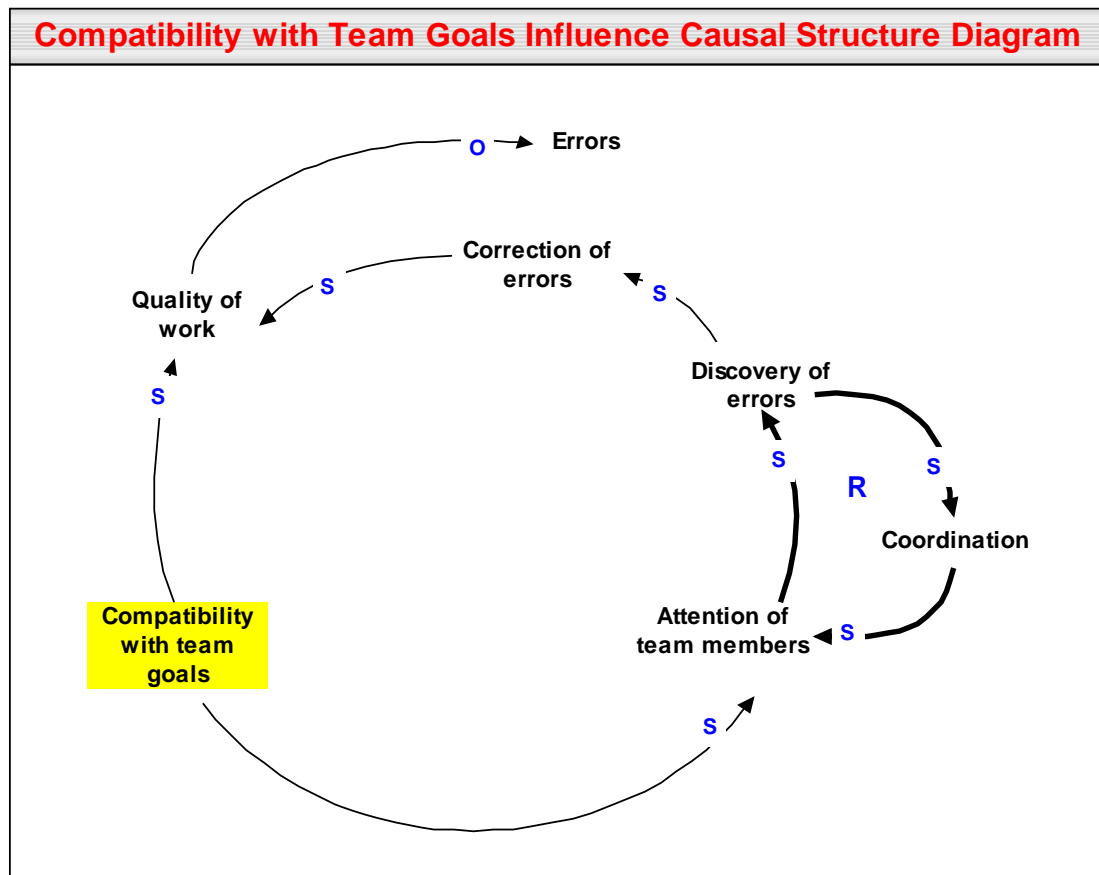 Compatibility with Team Goals Influence Causal Structure Diagram
O
Errors
Correction of
errors
S
S
Quality of
work
Discovery of
errors
S
S
S
R
Coordination
Compatibility
with team
goals
Attention of
team members
S
S